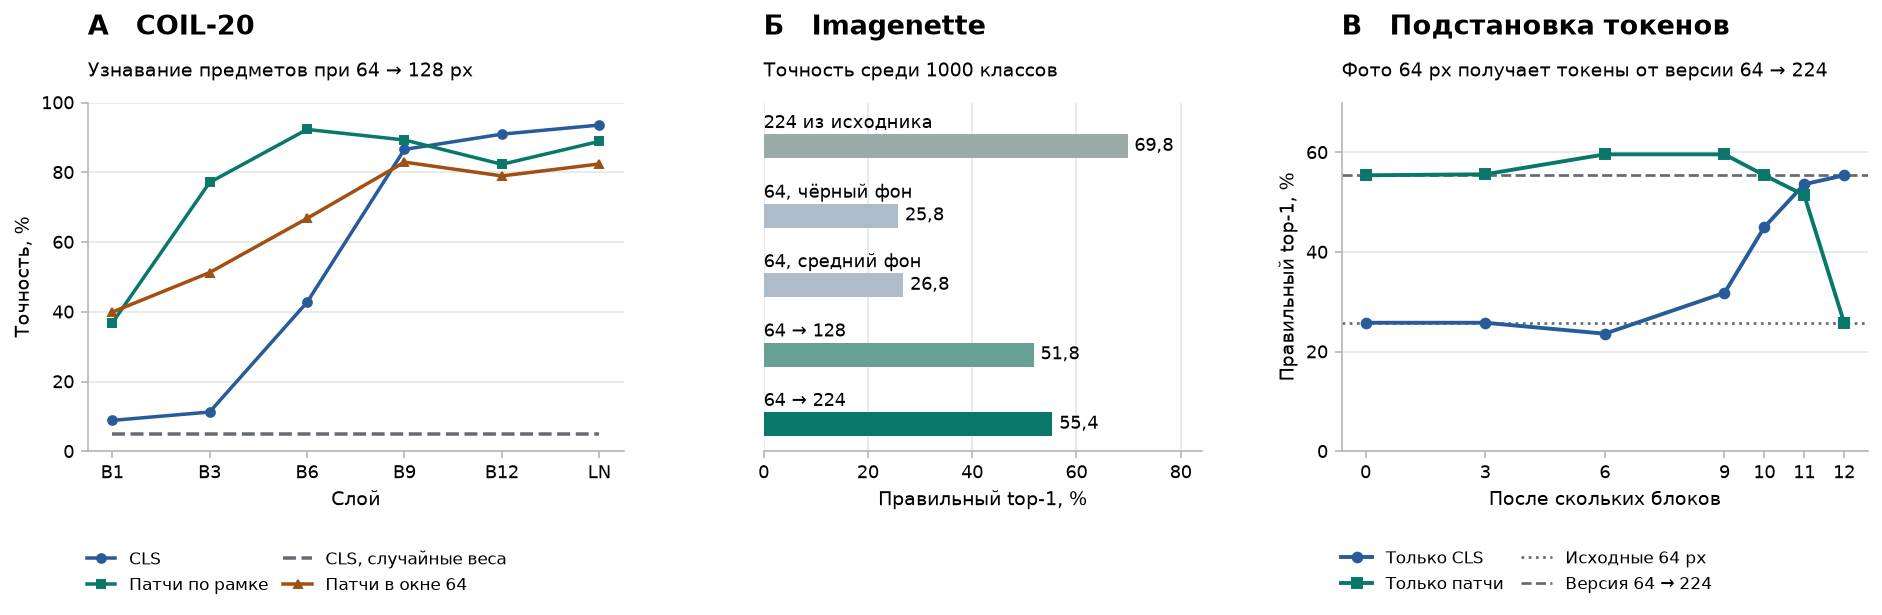 А COIL-20
Узнавание предметов при 64 → 128 px
100
80
60
40
20
0
Точность, %
B1 B3 B6 B9 B12 LN
Слой
CLS
Патчи по рамке
CLS, случайные веса
Патчи в окне 64
Б Imagenette
Точность среди 1000 классов
224 из исходника
69,8
64, чёрный фон
25,8
64, средний фон
26,8
64 → 128
51,8
64 → 224
55,4
0 20 40 60 80
Правильный top-1, %
В Подстановка токенов
Фото 64 px получает токены от версии 64 → 224
60
40
20
0
Правильный top-1, %
0 3 6 9 10 11 12
После скольких блоков
Только CLS
Только патчи
Исходные 64 px
Версия 64 → 224